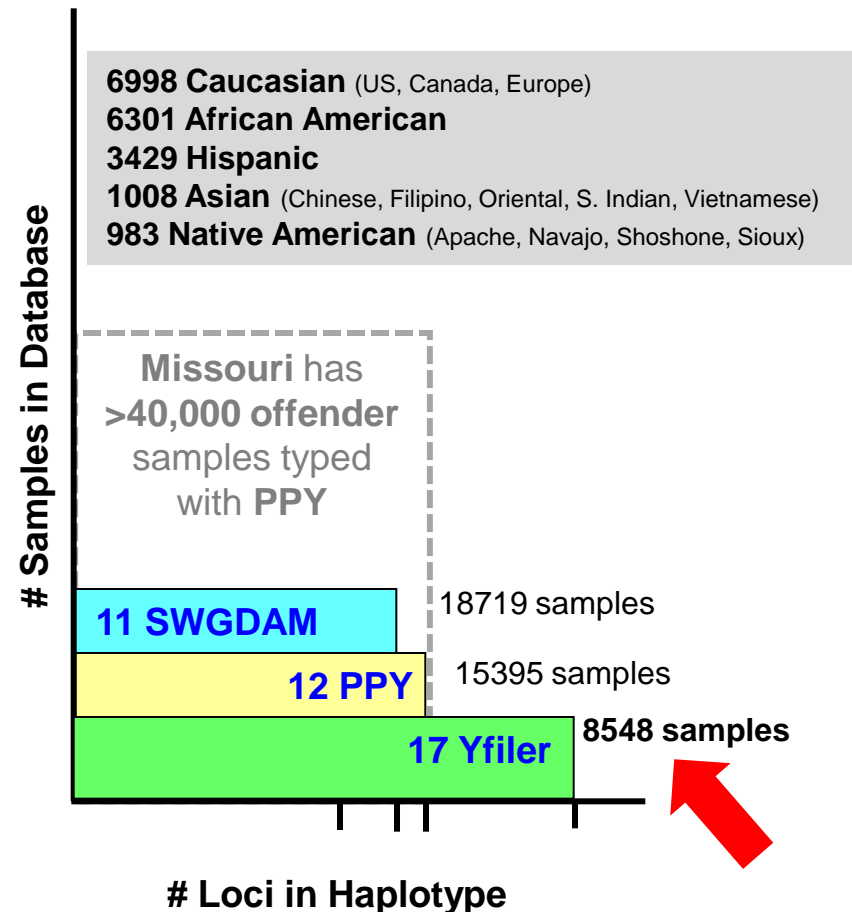 6998 Caucasian (US, Canada, Europe)
6301 African American
3429 Hispanic
1008 Asian (Chinese, Filipino, Oriental, S. Indian, Vietnamese)
983 Native American (Apache, Navajo, Shoshone, Sioux)
# Samples in Database
Missouri has
>40,000 offender
samples typed
with PPY
11 SWGDAM
18719 samples
12 PPY
15395 samples
17 Yfiler
8548 samples
# Loci in Haplotype